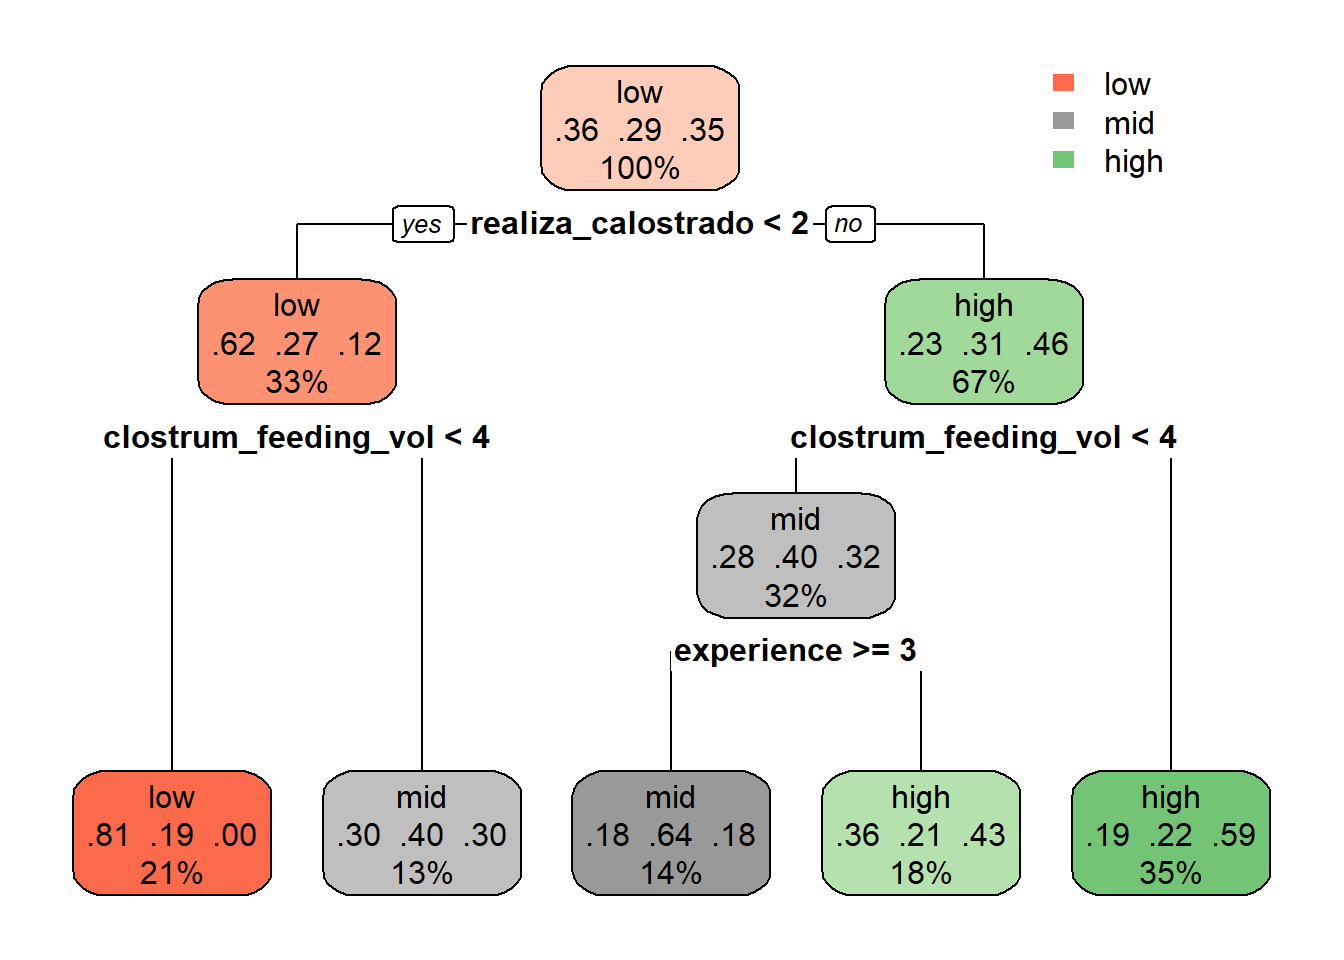 low
.36 .29 .35
100%
low
mid
high
yes realiza_calostrado < 2 no
low
.62 .27 .12
33%
high
.23 .31 .46
67%
clostrum_feeding_vol < 4
clostrum_feeding_vol < 4
mid
.28 .40 .32
32%
experience >= 3
low
.81 .19 .00
21%
mid
.30 .40 .30
13%
mid
.18 .64 .18
14%
high
.36 .21 .43
18%
high
.19 .22 .59
35%